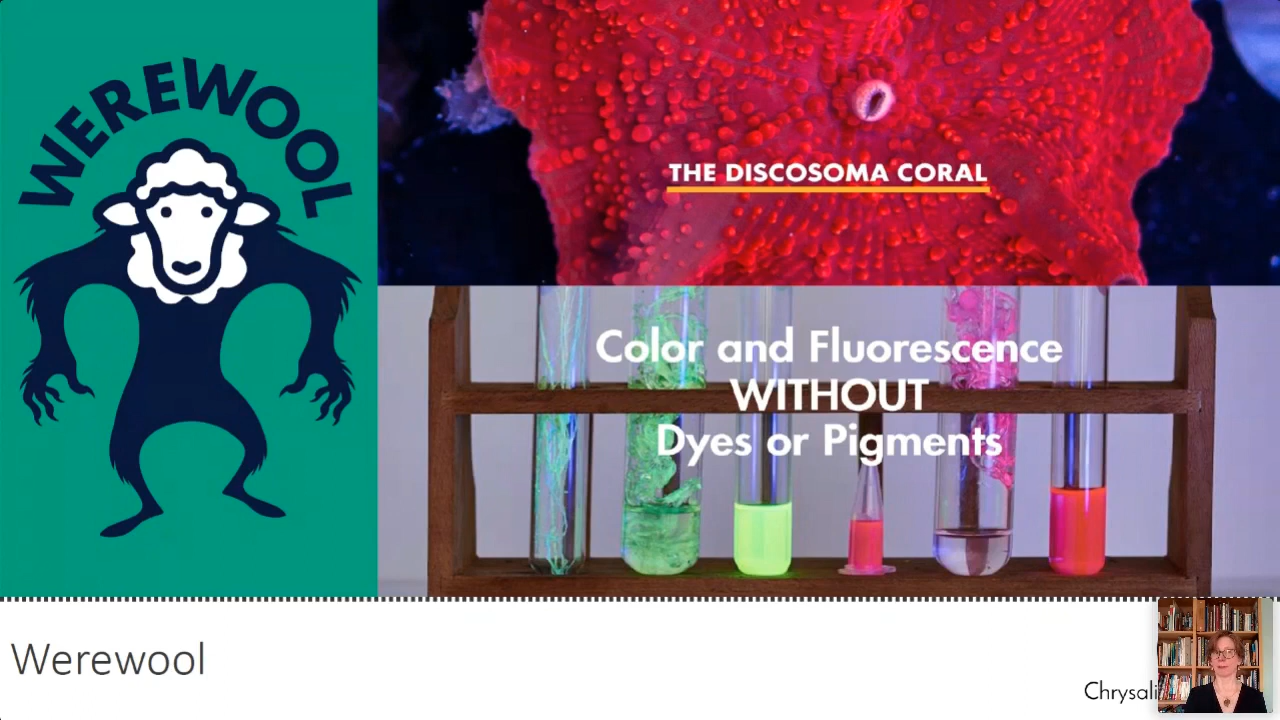 WEREWOOL
THE DISCOSOMA CORAL
Color and Fluorescence
WITHOUT
Dyes or Pigments
Werewool